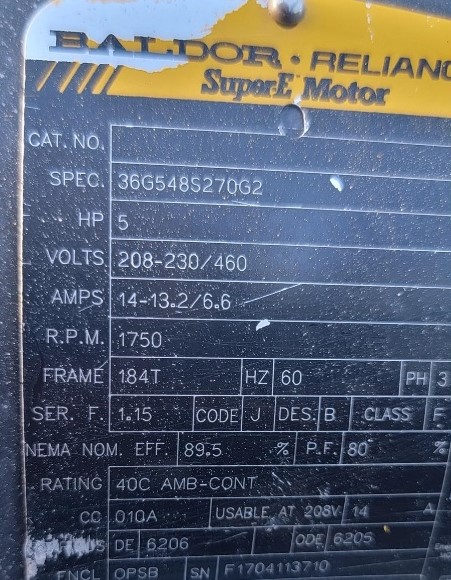 BALDOR • RELIANC
Super-E Motor
CAT. NO.
SPEC. 36G548S270G2
HP 5
VOLTS 208-230/460
AMPS 14-13.2/6.6
R.P.M. 1750
FRAME 184T HZ 60 PH 3
SER. F. 1.15 CODE J DES. B CLASS F
NEMA NOM. EFF. 89.5 % P.F. 80 %
RATING 40C AMB-CONT
CC 010A USABLE AT 208V 14 A
DE 6206 ODE 6205
ENCL OPSB SN F1704113710